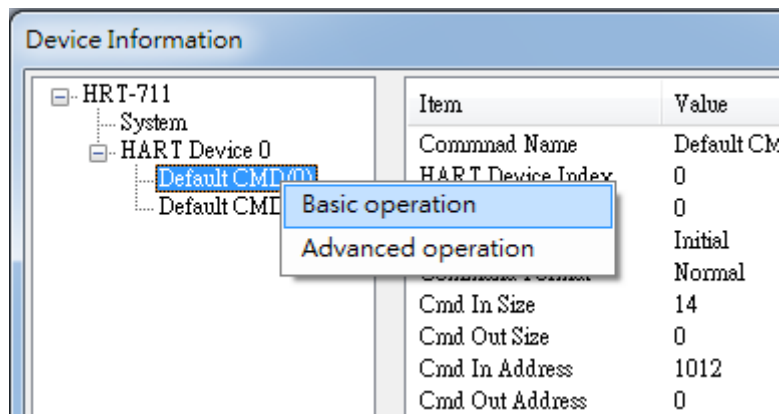 Device Information
HRT-711
System
HART Device 0
Default CMD(0)
Default CMD
Basic operation
Advanced operation
Item Value
Commnad Name Default CM
HART Device Index 0
0
Initial
Command Format Normal
Cmd In Size 14
Cmd Out Size 0
Cmd In Address 1012
Cmd Out Address 0